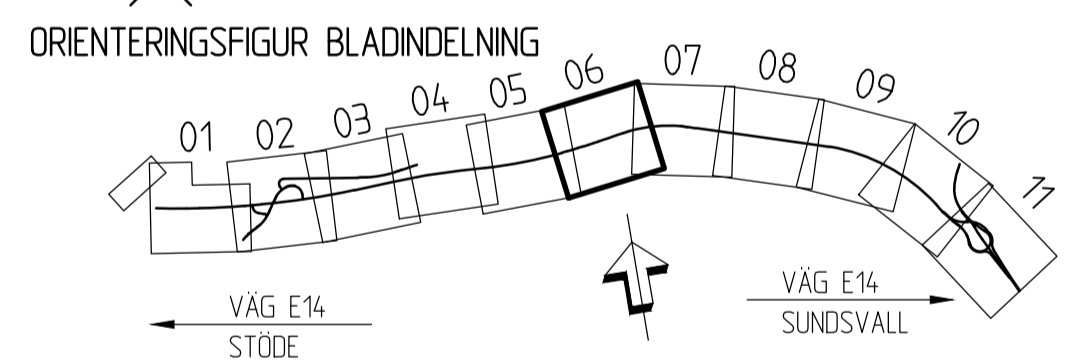 ORIENTERINGSFIGUR BLADINDELNING
01
02
03
04
05
06
07
08
09
10
11
VÄG E14
STÖDE
VÄG E14
SUNDSVALL